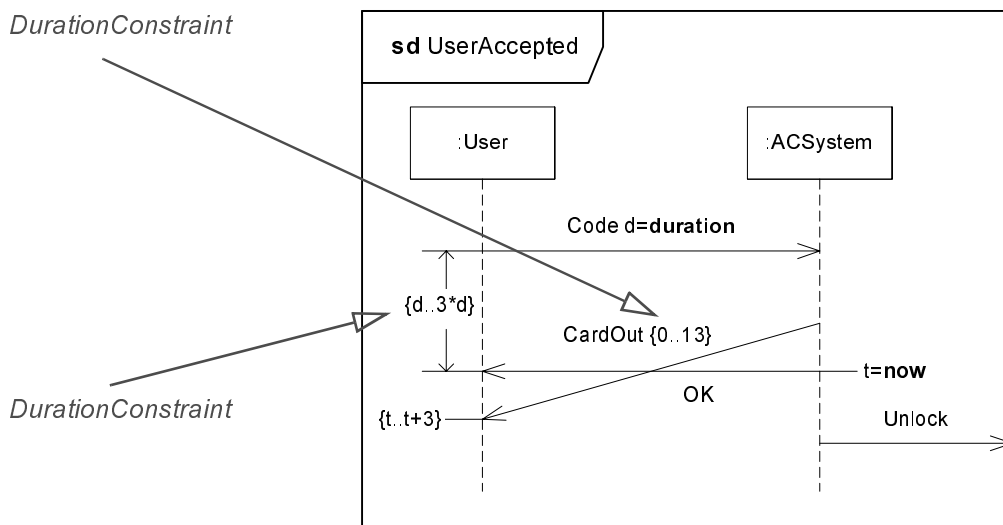 DurationConstraint
sd UserAccepted
:User
:ACSystem
Code d=duration
{d..3*d}
CardOut {0..13}
t=now
OK
DurationConstraint
{t..t+3}
Unlock